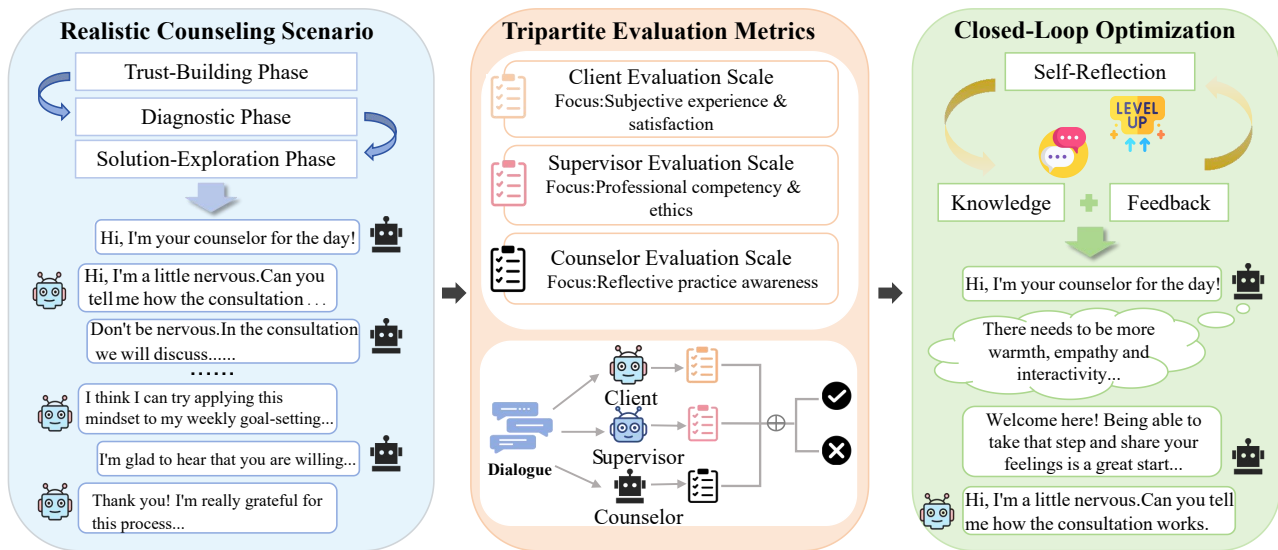 Realistic Counseling Scenario
Trust-Building Phase
Diagnostic Phase
Solution-Exploration Phase
Hi, I'm your counselor for the day!
Hi, I'm a little nervous.Can you
tell me how the consultation . . .
Don't be nervous.In the consultation
we will discuss......
......
I think I can try applying this
mindset to my weekly goal-setting...
I'm glad to hear that you are willing...
Thank you! I'm really grateful for
this process...
Tripartite Evaluation Metrics
Client Evaluation Scale
Focus:Subjective experience &
satisfaction
Supervisor Evaluation Scale
Focus:Professional competency &
ethics
Counselor Evaluation Scale
Focus:Reflective practice awareness
Dialogue
Client
Supervisor
Counselor
Closed-Loop Optimization
Self-Reflection
LEVEL
UP
Knowledge
Feedback
Hi, I'm your counselor for the day!
There needs to be more
warmth, empathy and
interactivity...
Welcome here! Being able to
take that step and share your
feelings is a great start...
Hi, I'm a little nervous.Can you tell
me how the consultation works.